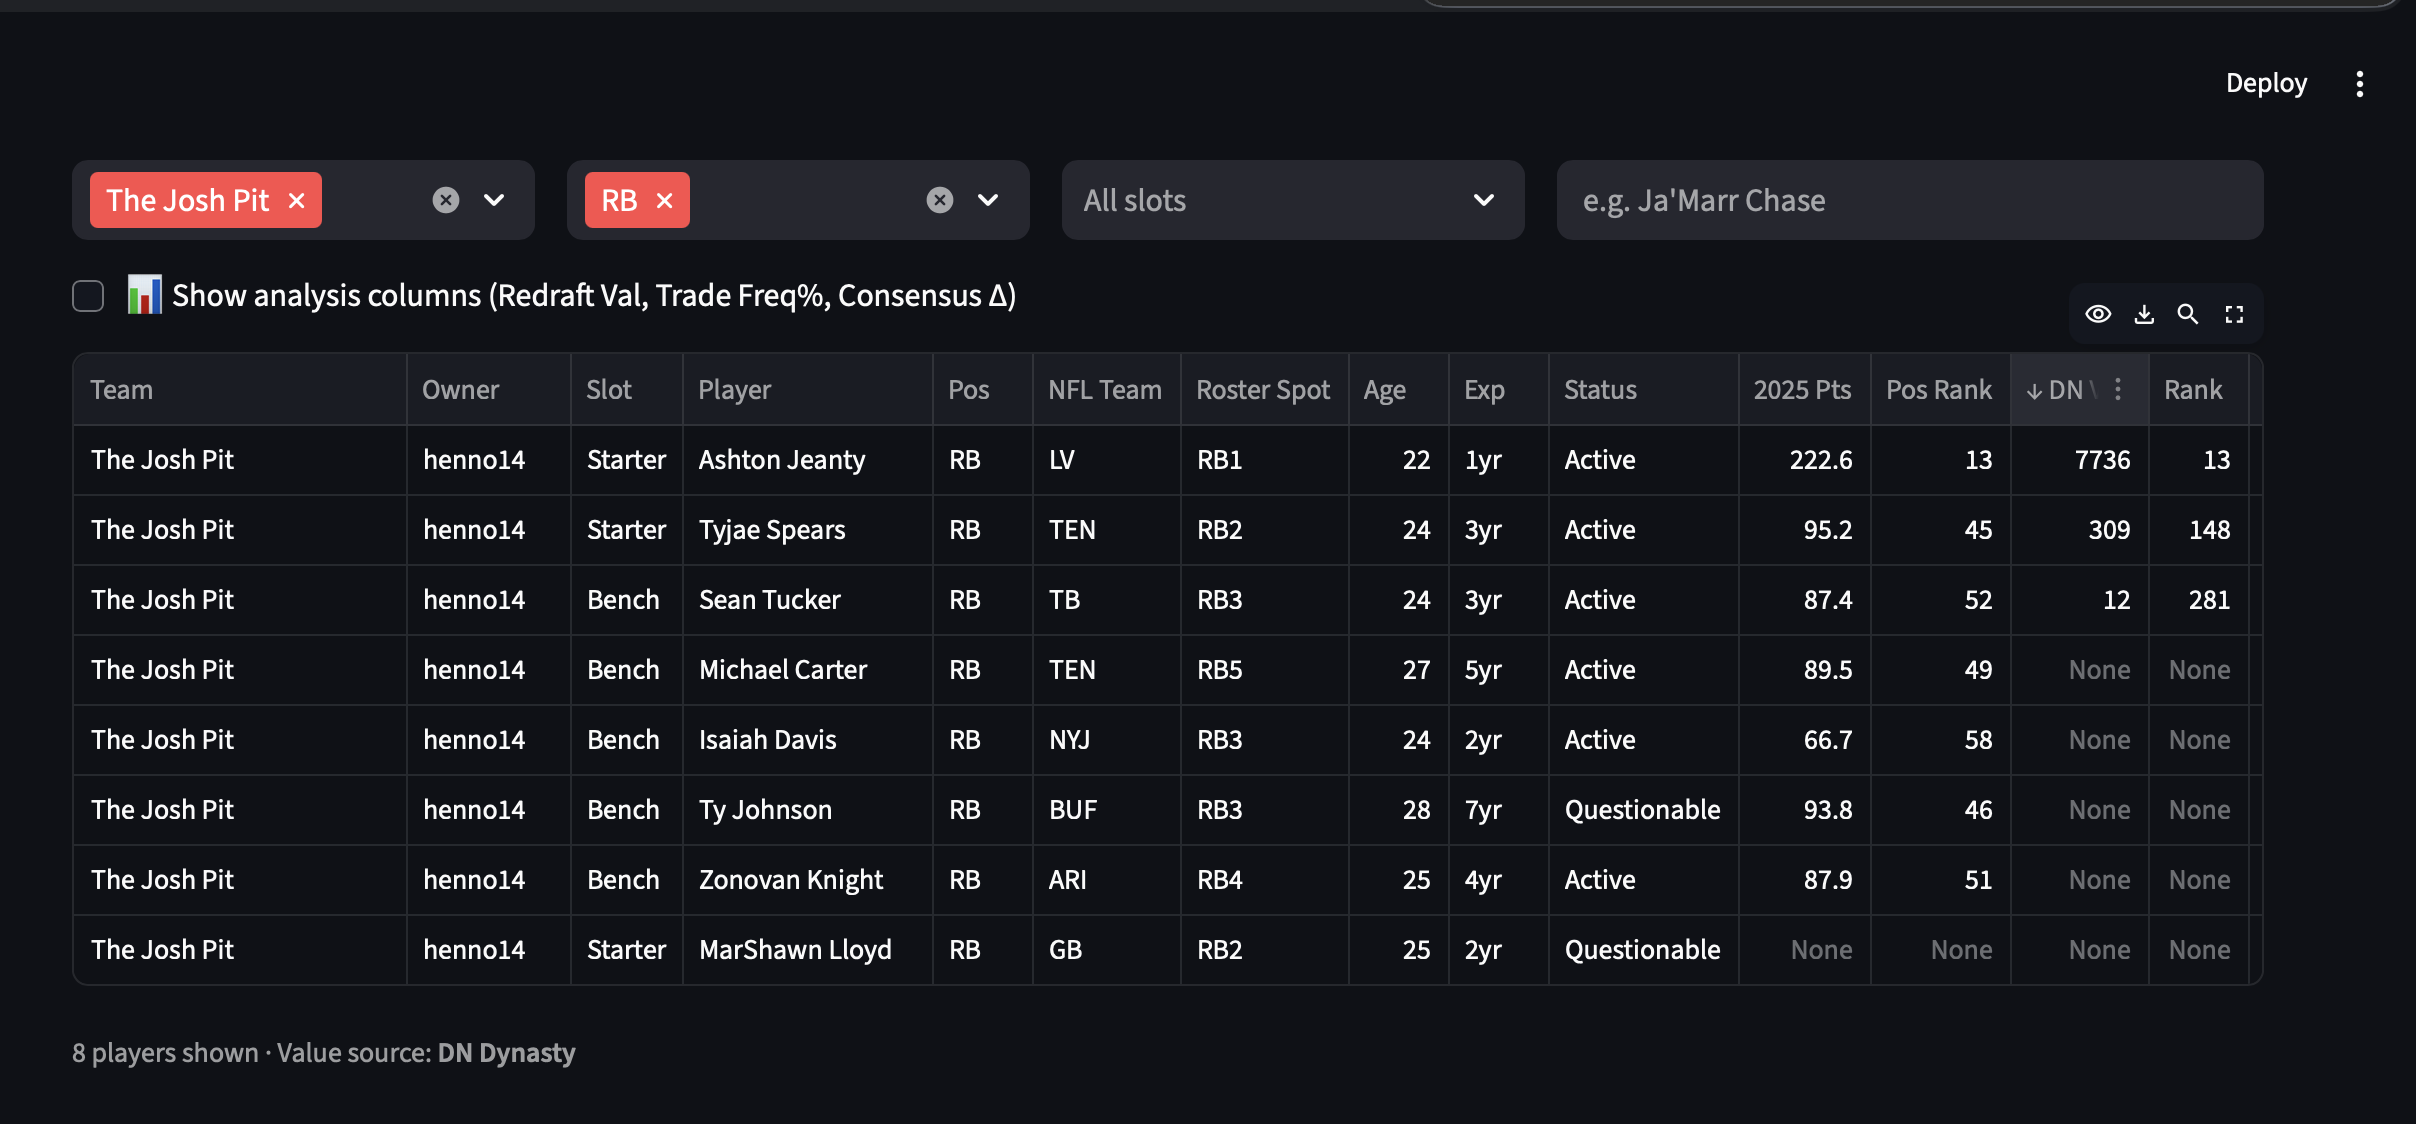 Deploy
The Josh Pit RB All slots e.g. Ja'Marr Chase
Show analysis columns (Redraft Val, Trade Freq%, Consensus Δ)
Team Owner Slot Player Pos NFL Team Roster Spot Age Exp Status 2025 Pts Pos Rank ↓ DN Rank
The Josh Pit henno14 Starter Ashton Jeanty RB LV RB1 22 1yr Active 222.6 13 7736 13
The Josh Pit henno14 Starter Tyjae Spears RB TEN RB2 24 3yr Active 95.2 45 309 148
The Josh Pit henno14 Bench Sean Tucker RB TB RB3 24 3yr Active 87.4 52 12 281
The Josh Pit henno14 Bench Michael Carter RB TEN RB5 27 5yr Active 89.5 49 None None
The Josh Pit henno14 Bench Isaiah Davis RB NYJ RB3 24 2yr Active 66.7 58 None None
The Josh Pit henno14 Bench Ty Johnson RB BUF RB3 28 7yr Questionable 93.8 46 None None
The Josh Pit henno14 Bench Zonovan Knight RB ARI RB4 25 4yr Active 87.9 51 None None
The Josh Pit henno14 Starter MarShawn Lloyd RB GB RB2 25 2yr Questionable None None None None
8 players shown · Value source: DN Dynasty